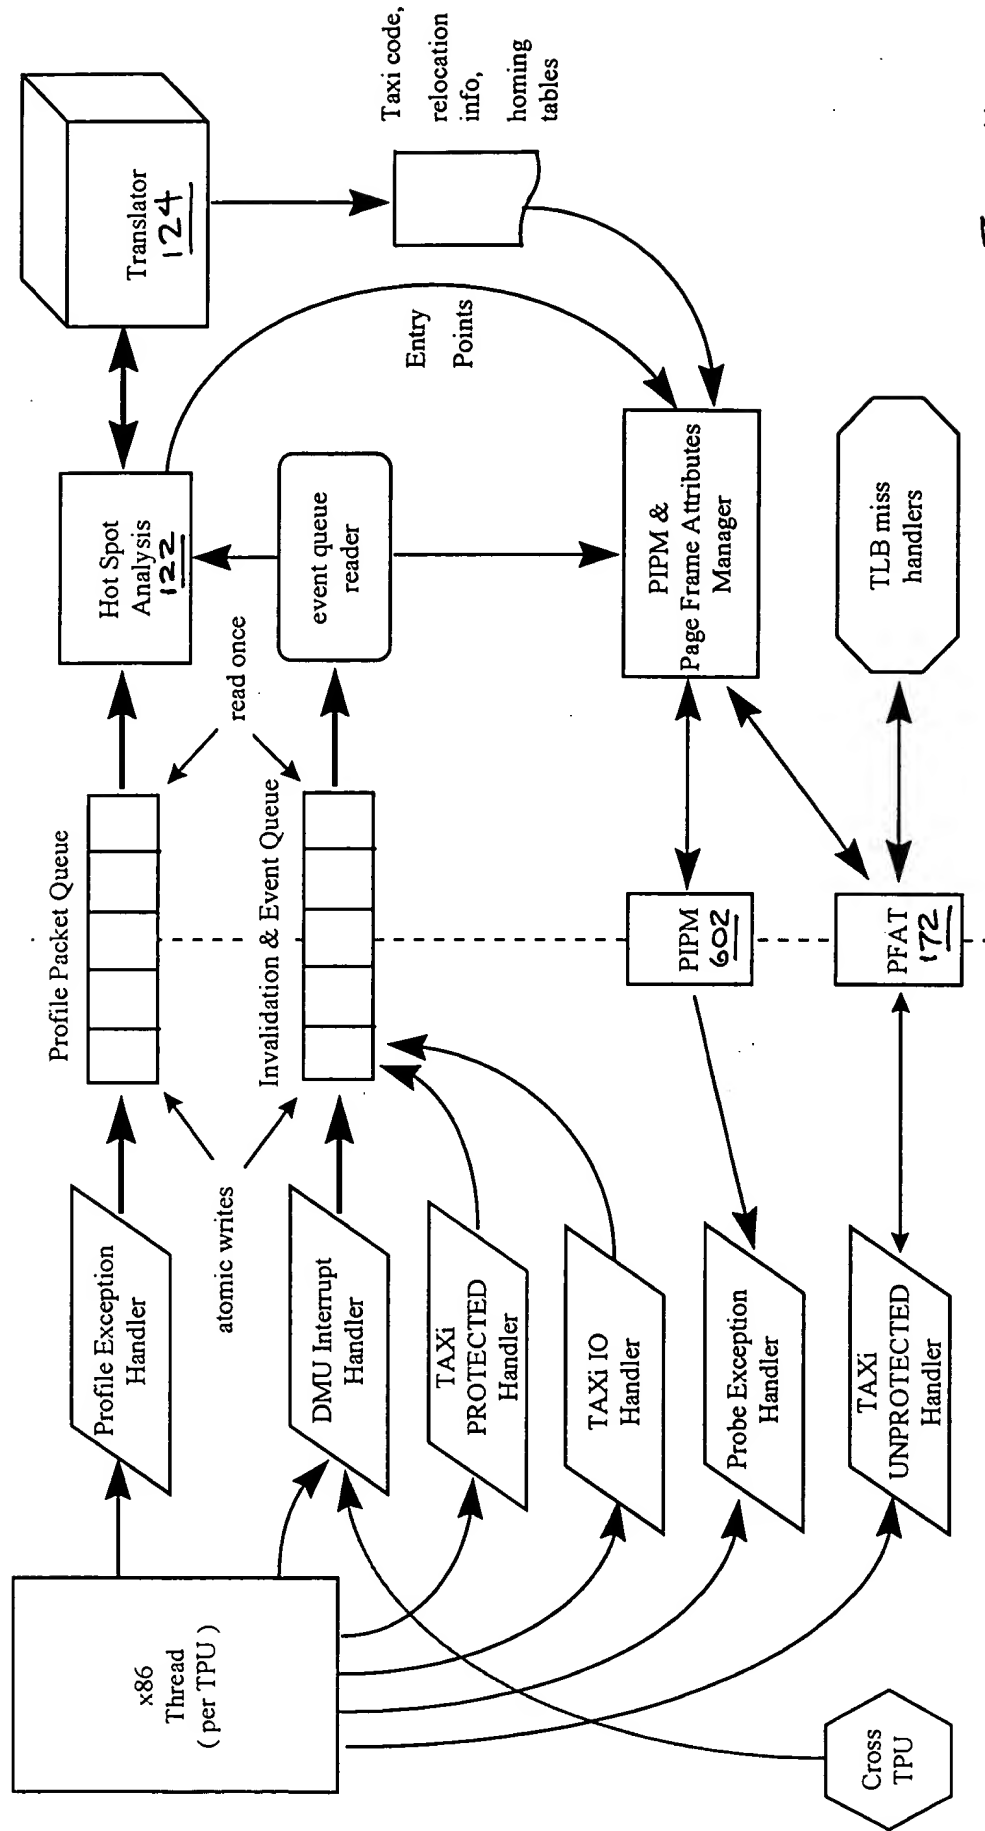 x86
Thread
( per TPU )
Cross
TPU
Profile Exception
Handler
DMU Interrupt
Handler
TAXi
PROTECTED
Handler
TAXi IO
Handler
Probe Exception
Handler
TAXi
UNPROTECTED
Handler
atomic writes
Profile Packet Queue
Invalidation & Event Queue
read once
PIPM
602
PFAT
172
Hot Spot
Analysis
122
event queue
reader
PIPM &
Page Frame Attributes
Manager
TLB miss
handlers
Entry
Points
Translator
124
Taxi code,
relocation
info,
homing
tables